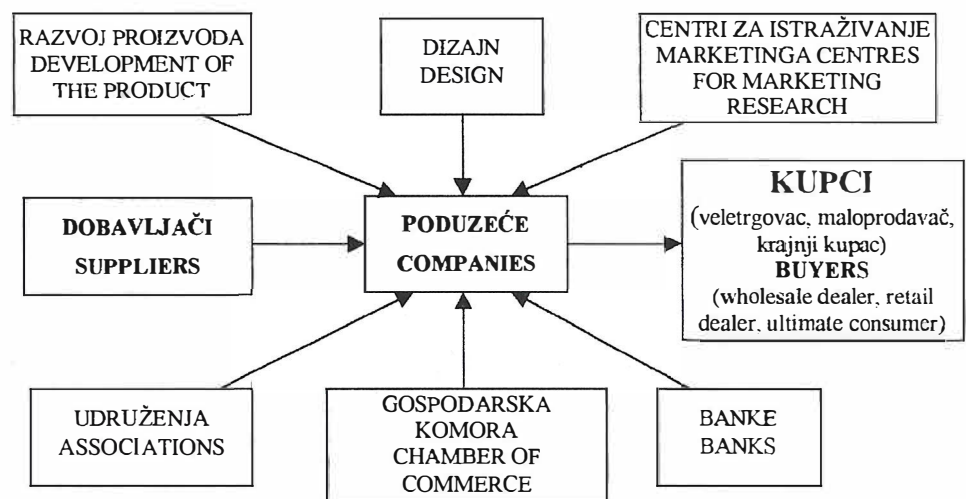 RAZVOJ PROIZVODA
DEVELOPMENT OF
THE PRODUCT
DIZAJN
DESIGN
CENTRI ZA ISTRAŽIVANJE
MARKETINGA CENTRES
FOR MARKETING
RESEARCH
DOBAVLJAČI
SUPPLIERS
PODUZEĆE
COMPANIES
KUPCI
(veletrgovac, maloprodavač,
krajnji kupac)
BUYERS
(wholesale dealer, retail
dealer, ultimate consumer)
UDRUŽENJA
ASSOCIATIONS
GOSPODARSKA
KOMORA
CHAMBER OF
COMMERCE
BANKE
BANKS